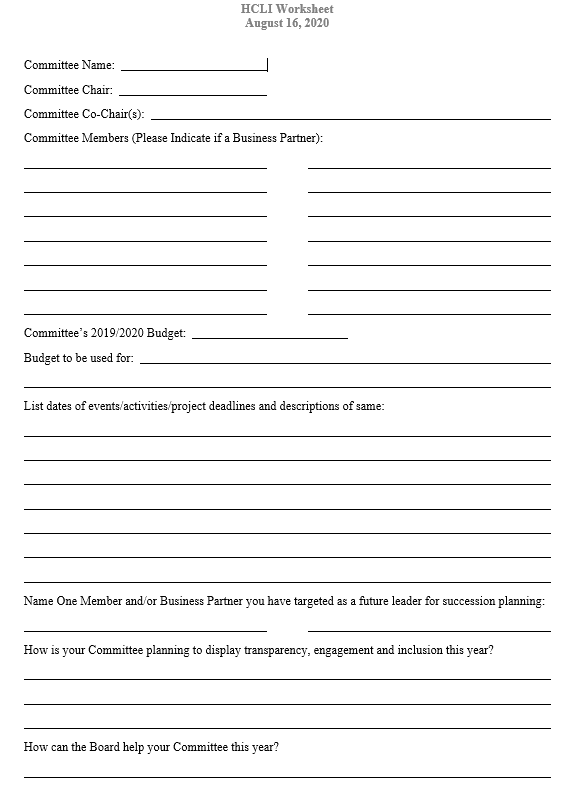 HCLI Worksheet
August 16, 2020
Committee Name:
Committee Chair:
Committee Co-Chair(s):
Committee Members (Please Indicate if a Business Partner):
Committee’s 2019/2020 Budget:
Budget to be used for:
List dates of events/activities/project deadlines and descriptions of same:
Name One Member and/or Business Partner you have targeted as a future leader for succession planning:
How is your Committee planning to display transparency, engagement and inclusion this year?
How can the Board help your Committee this year?